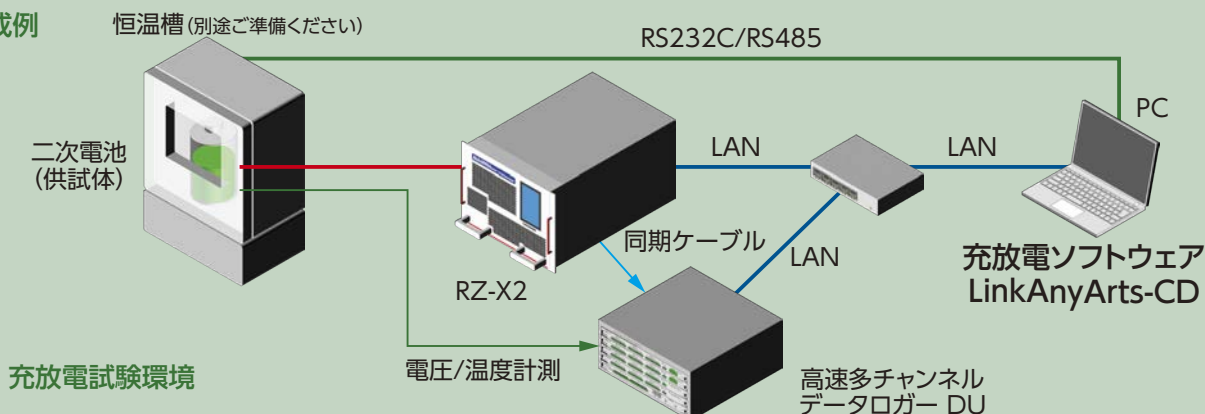 成例
恒温槽(別途ご準備ください)
RS232C/RS485
PC
二次電池
(供試体)
LAN
LAN
同期ケーブル
LAN
充放電ソフトウェア
LinkAnyArts-CD
RZ-X2
電圧/温度計測
充放電試験環境
高速多チャンネル
データロガー DU